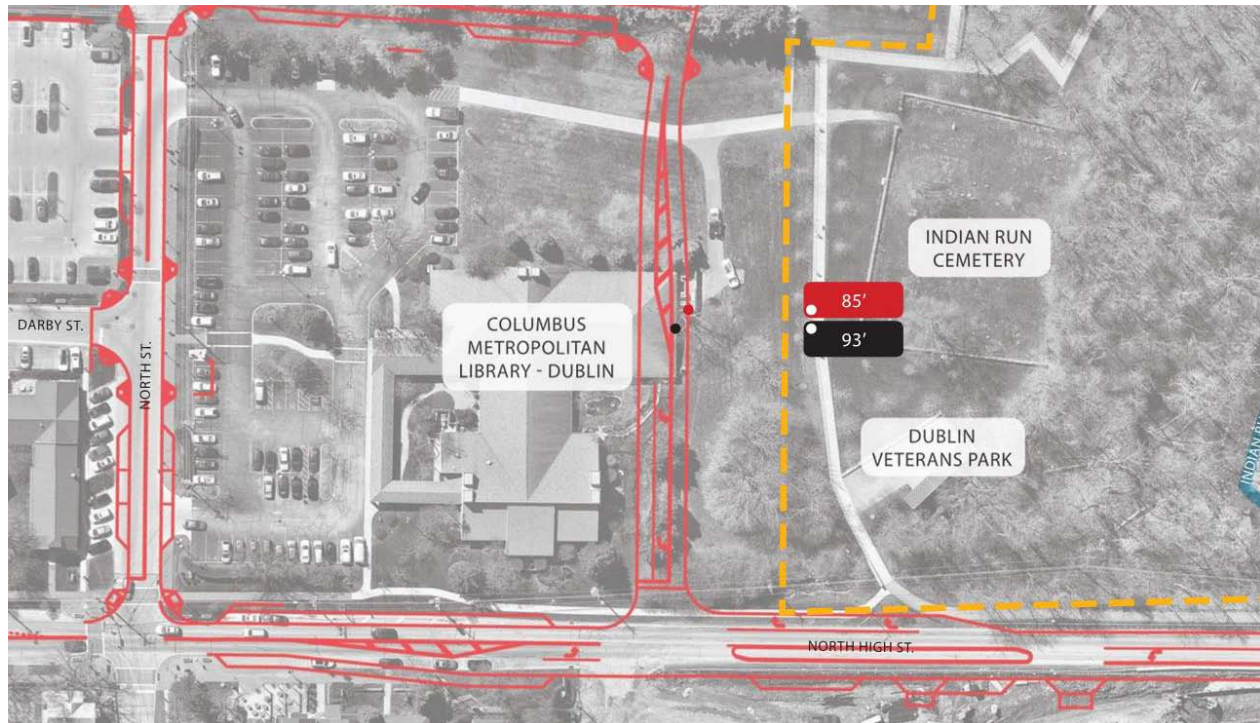 INDIAN RUN
CEMETERY
85’
93’
COLUMBUS
METROPOLITAN
LIBRARY - DUBLIN
DARBY ST.
NORTH ST.
DUBLIN
VETERANS PARK
NORTH HIGH ST.
INDIAN